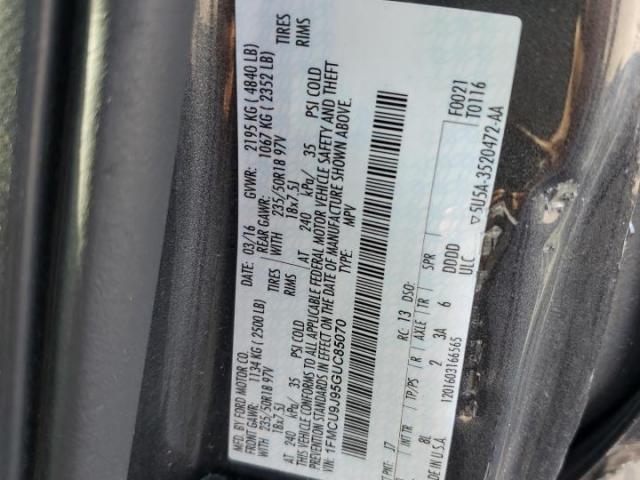 MFD. BY FORD MOTOR CO.
DATE: 03/16 GVWR: 2195 KG ( 4840 LB)
FRONT GAWR: 1134 KG ( 2500 LB) REAR GAWR: 1067 KG ( 2352 LB)
WITH 235/50R18 97V TIRES WITH 235/50R18 97V TIRES
18x7.5J RIMS 18x7.5J RIMS
AT 240 kPa/ 35 PSI COLD AT 240 kPa/ 35 PSI COLD
THIS VEHICLE CONFORMS TO ALL APPLICABLE FEDERAL MOTOR VEHICLE SAFETY AND THEFT
PREVENTION STANDARDS IN EFFECT ON THE DATE OF MANUFACTURE SHOWN ABOVE.
VIN: 1FMCU9J95GUC85070 TYPE: MPV
F0021
T0116
PNT: J7 RC: 13 DSO:
INT TR TP/PS R AXLE TR SPR
8L 2 3A 6 DDDD
MADE IN U.S.A. ULC ▽5U5A-3520472-AA
1201603166565